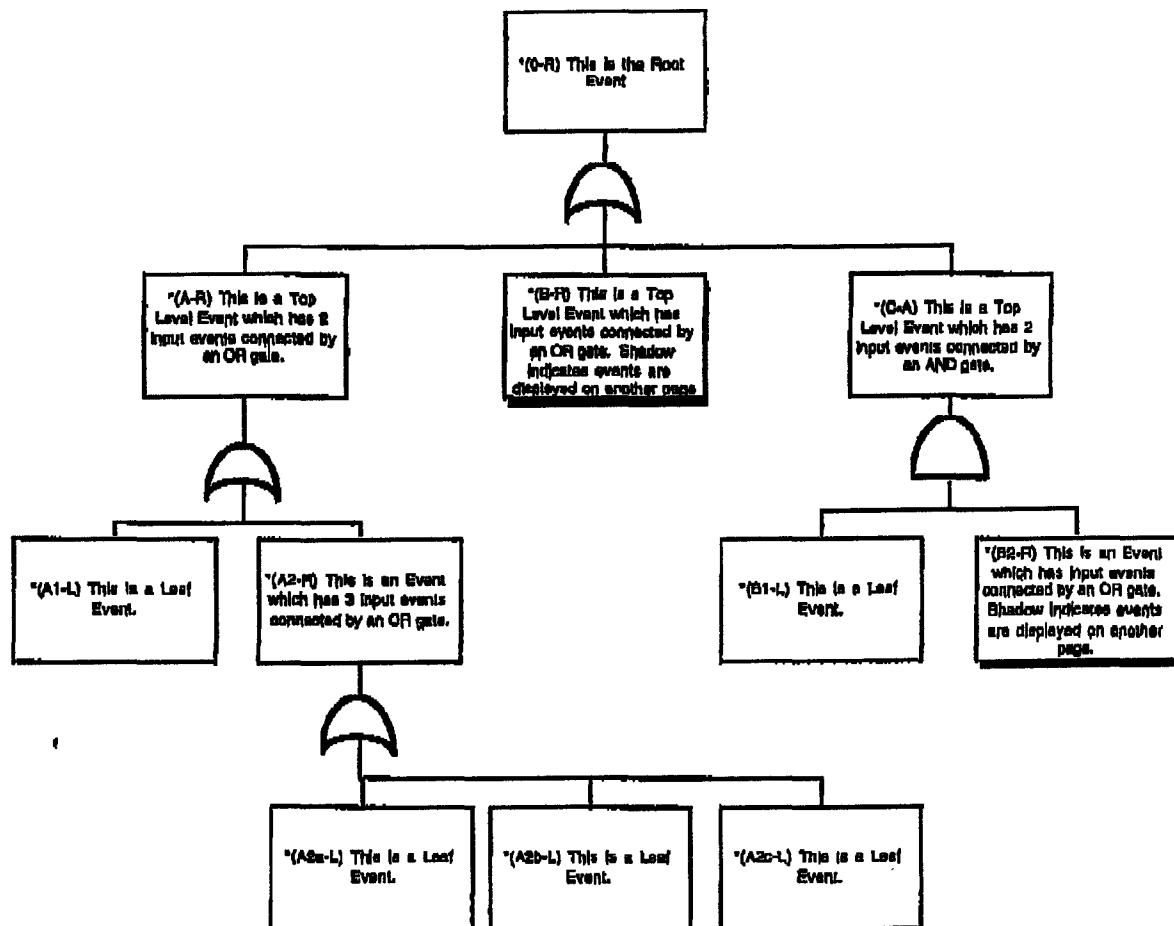 *(0-R) This is the Root
Event
*(A-R) This is a Top
Level Event which has 2
input events connected by
an OR gate.
*(B-R) This is a Top
Level Event which has
input events connected by
an OR gate. Shadow
indicates events are
displayed on another page
*(C-A) This is a Top
Level Event which has 2
input events connected by
an AND gate.
*(A1-L) This is a Leaf
Event.
*(A2-R) This is an Event
which has 3 input events
connected by an OR gate.
*(B1-L) This is a Leaf
Event.
*(B2-R) This is an Event
which has input events
connected by an OR gate.
Shadow indicates events
are displayed on another
page.
*(A2a-L) This is a Leaf
Event.
*(A2b-L) This is a Leaf
Event.
*(A2c-L) This is a Leaf
Event.